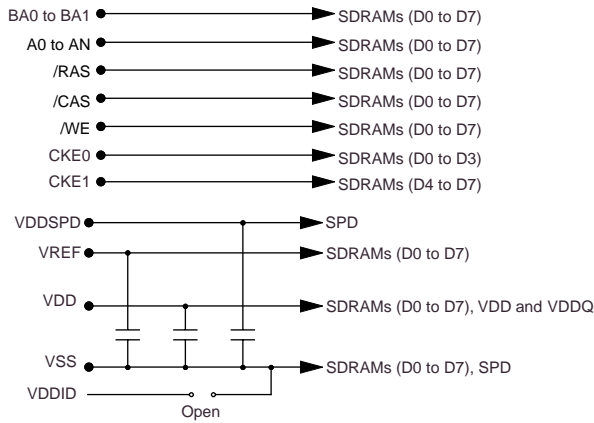 BA0 to BA1 SDRAMs (D0 to D7)
A0 to AN SDRAMs (D0 to D7)
/RAS SDRAMs (D0 to D7)
/CAS SDRAMs (D0 to D7)
/WE SDRAMs (D0 to D7)
CKE0 SDRAMs (D0 to D3)
CKE1 SDRAMs (D4 to D7)
VDDSPD SPD
VREF SDRAMs (D0 to D7)
VDD SDRAMs (D0 to D7), VDD and VDDQ
VSS SDRAMs (D0 to D7), SPD
VDDID
Open